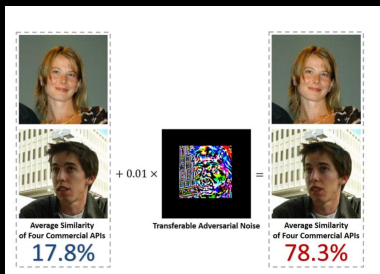 + 0.01 ×
=
Average Similarity
of Four Commercial APIs
17.8%
Transferable Adversarial Noise
Average Similarity
of Four Commercial APIs
78.3%